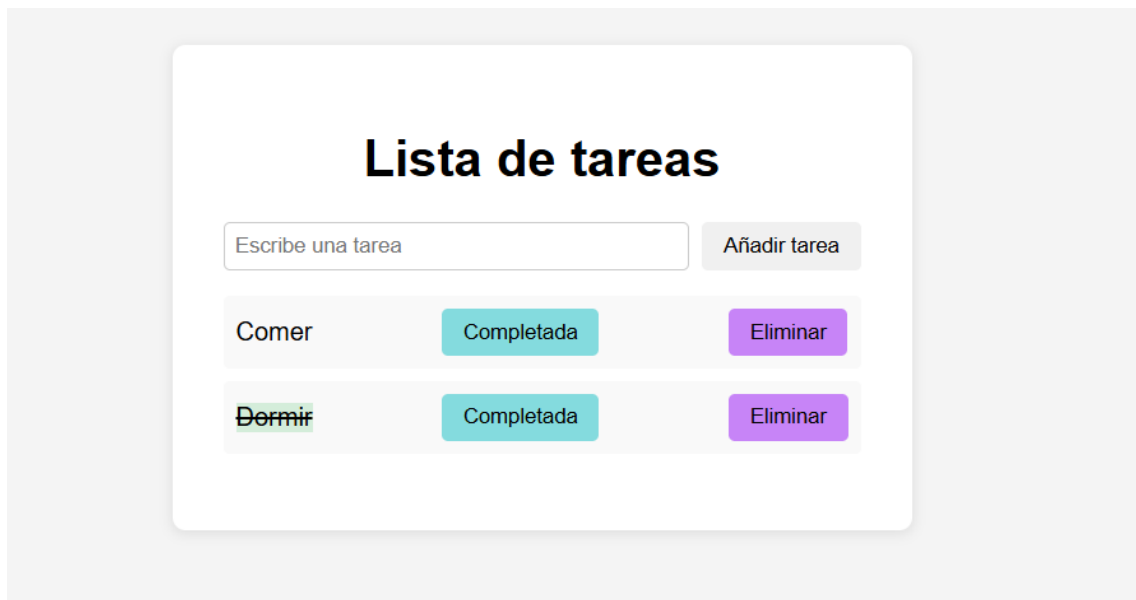 Lista de tareas
Escribe una tarea Añadir tarea
Comer Completada Eliminar
Dormir Completada Eliminar